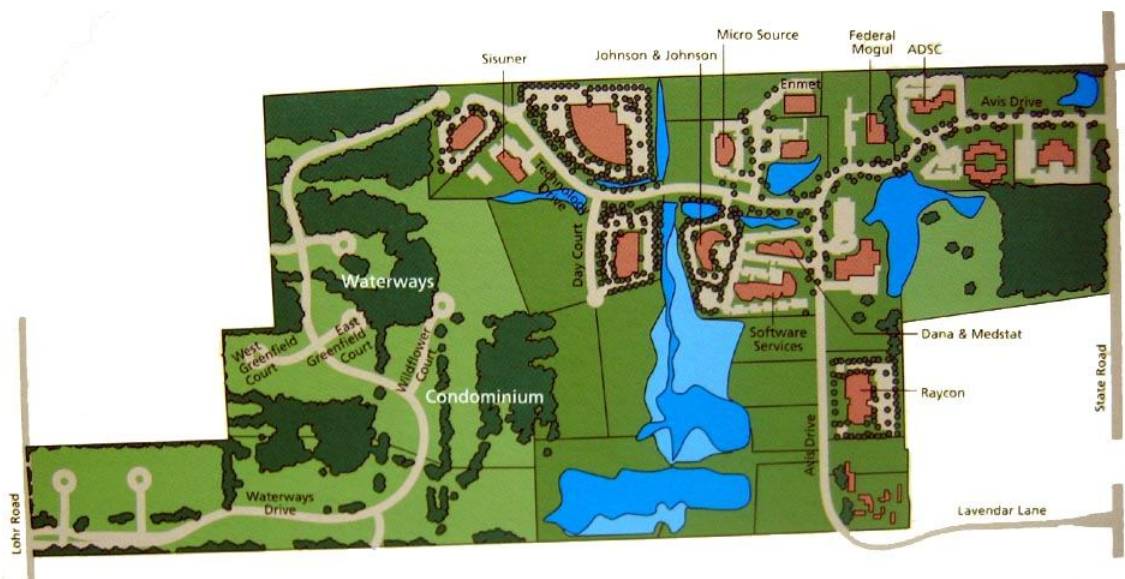 Micro Source
Federal
Mogul
ADSC
Johnson & Johnson
Sisuner
Enmet
Avis Drive
Technology
Drive
Day Court
Waterways
West
Greenfield
Court
East
Greenfield
Court
Wildflower
Court
Condominium
Software
Services
Dana & Medstat
Raycon
State Road
Avis Drive
Waterways
Drive
Lohr Road
Lavendar Lane